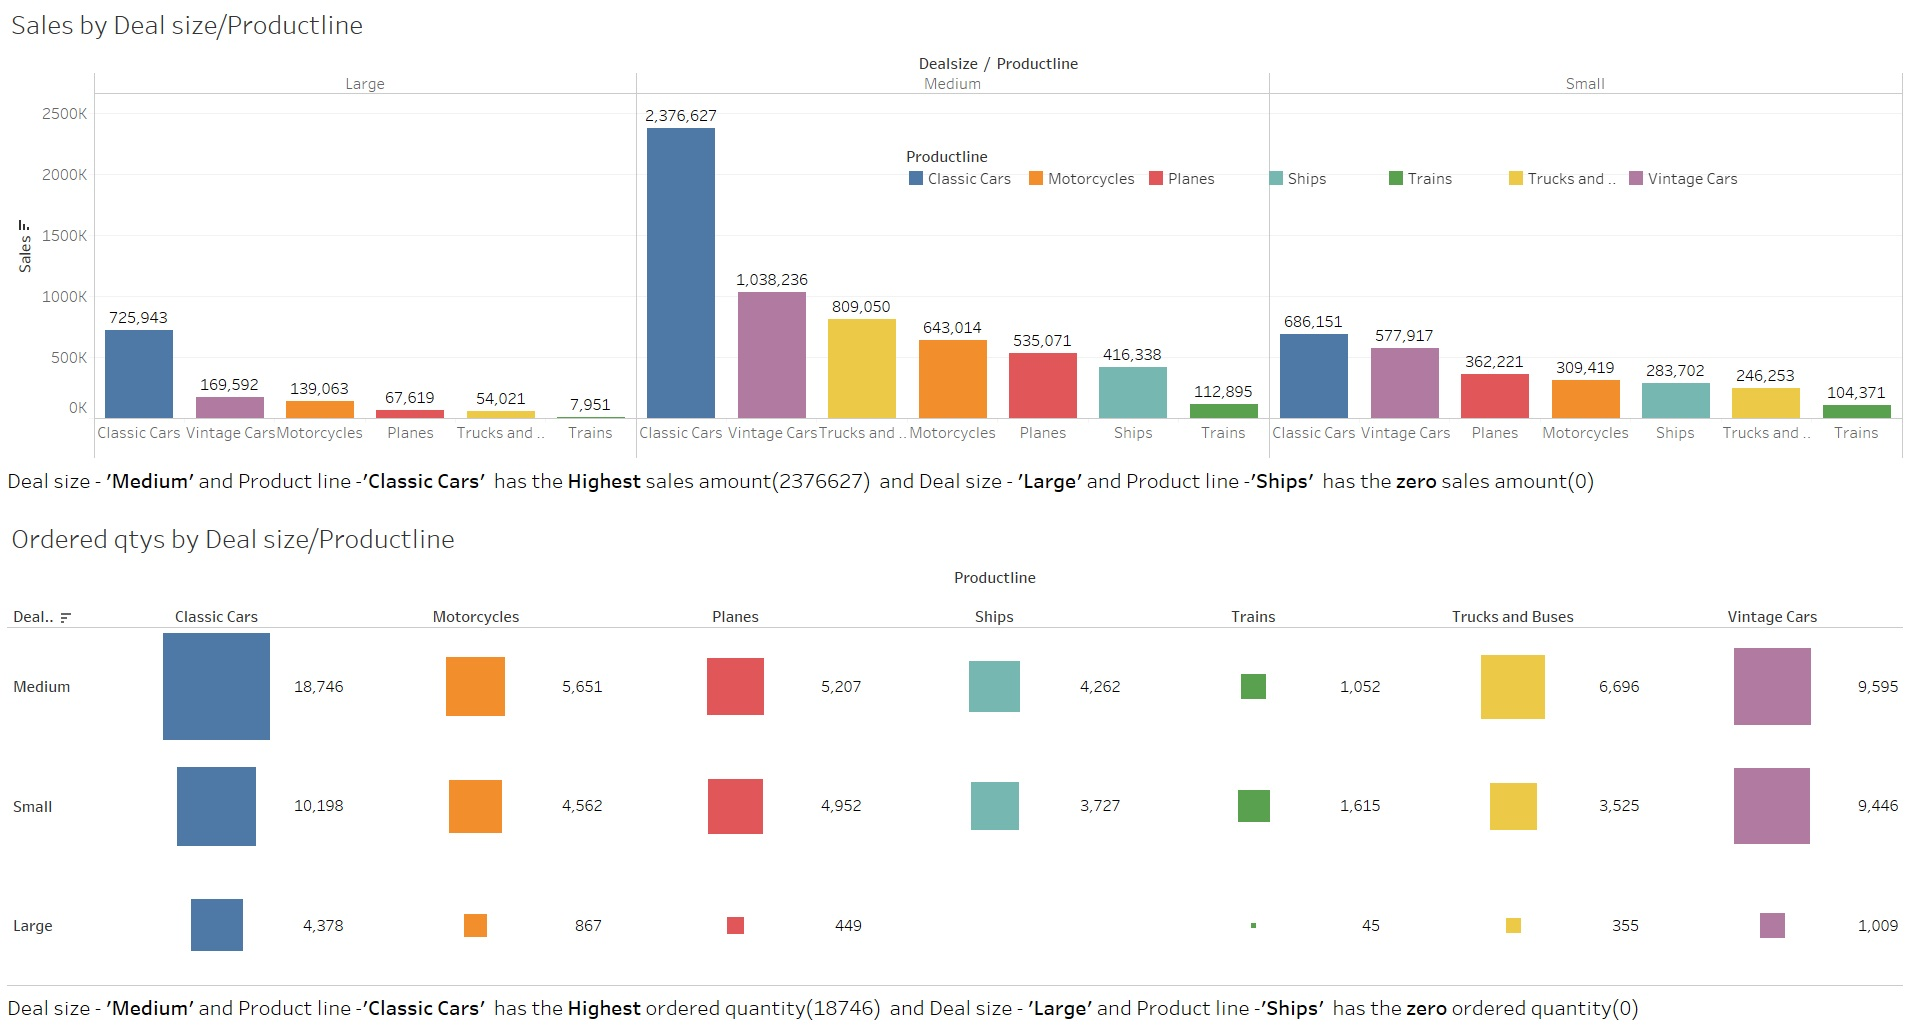 Sales by Deal size/Productline
Dealsize / Productline
Large Medium Small
Sales
2500K
2000K
1500K
1000K
500K
0K
Productline
Classic Cars Motorcycles Planes Ships Trains Trucks and .. Vintage Cars
725,943 169,592 139,063 67,619 54,021 7,951
2,376,627 1,038,236 809,050 643,014 535,071 416,338 112,895
686,151 577,917 362,221 309,419 283,702 246,253 104,371
Classic Cars Vintage Cars Motorcycles Planes Trucks and .. Trains Classic Cars Vintage Cars Trucks and .. Motorcycles Planes Ships Trains Classic Cars Vintage Cars Planes Motorcycles Ships Trucks and .. Trains
Deal size - 'Medium' and Product line -'Classic Cars' has the Highest sales amount(2376627) and Deal size - 'Large' and Product line -'Ships' has the zero sales amount(0)
Ordered qtys by Deal size/Productline
Productline
Deal.. Classic Cars Motorcycles Planes Ships Trains Trucks and Buses Vintage Cars
Medium 18,746 5,651 5,207 4,262 1,052 6,696 9,595
Small 10,198 4,562 4,952 3,727 1,615 3,525 9,446
Large 4,378 867 449 45 355 1,009
Deal size - 'Medium' and Product line -'Classic Cars' has the Highest ordered quantity(18746) and Deal size - 'Large' and Product line -'Ships' has the zero ordered quantity(0)